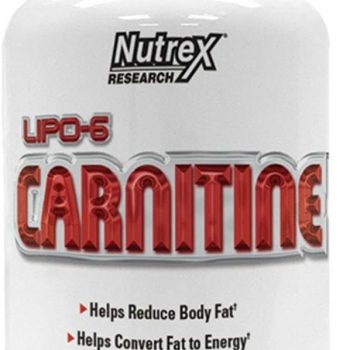 Nutrex®
RESEARCH
LIPO-6
CARNITINE
▸Helps Reduce Body Fat†
▸Helps Convert Fat to Energy†